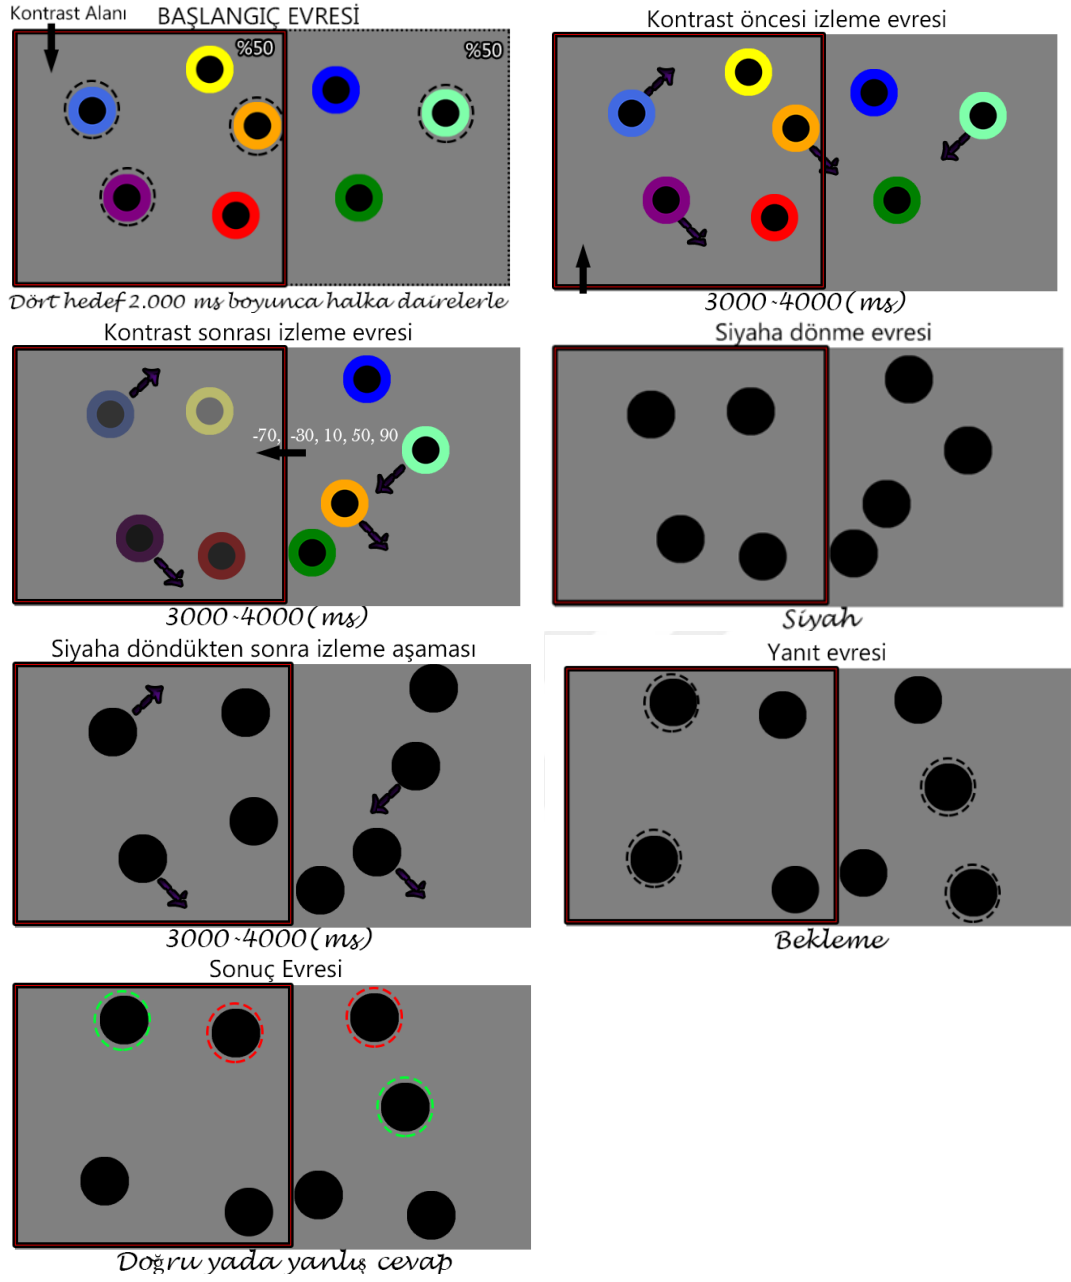 Kontrast Alanı
BAŞLANGIÇ EVRESİ
%50
%50
Dört hedef 2.000 ms boyunca halka dairelerle
Kontrast öncesi izleme evresi
3000~4000(ms)
Kontrast sonrası izleme evresi
-70, -30, 10, 50, 90
3000~4000(ms)
Siyaha dönme evresi
Siyah
Siyaha döndükten sonra izleme aşaması
3000~4000(ms)
Yanıt evresi
Bekleme
Sonuç Evresi
Doğru yada yanlış cevap